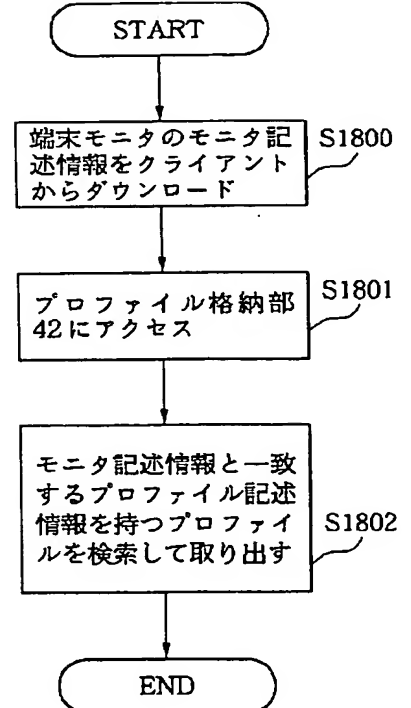 START
端末モニタのモニタ記
述情報をクライアント
からダウンロード
S1800
プロファイル格納部
42にアクセス
S1801
モニタ記述情報と一致
するプロファイル記述
情報を持つプロファイ
ルを検索して取り出す
S1802
END